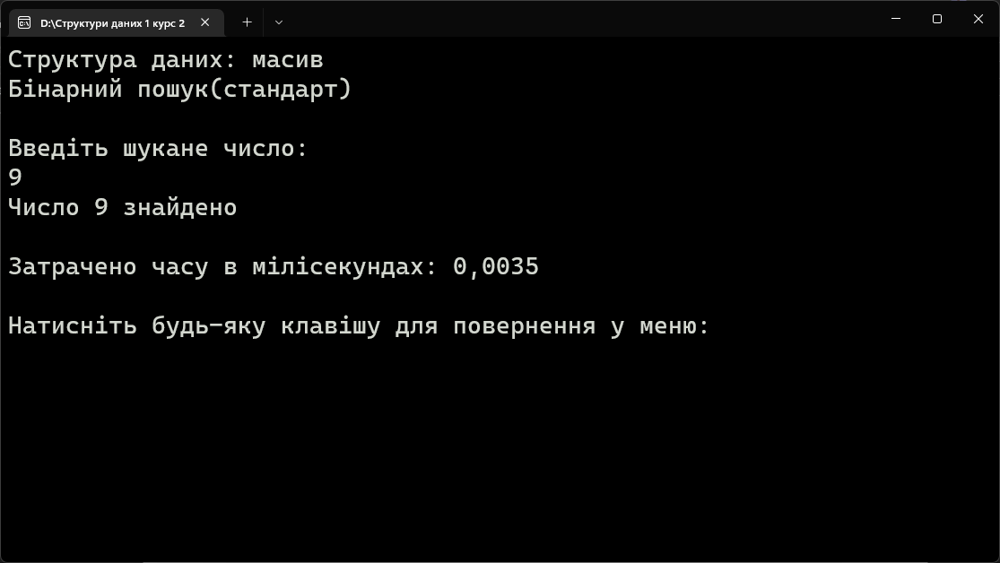 D:\Структури даних 1 курс 2
Структура даних: масив
Бінарний пошук(стандарт)
Введіть шукане число:
9
Число 9 знайдено
Затрачено часу в мілісекундах: 0,0035
Натисніть будь-яку клавішу для повернення у меню: